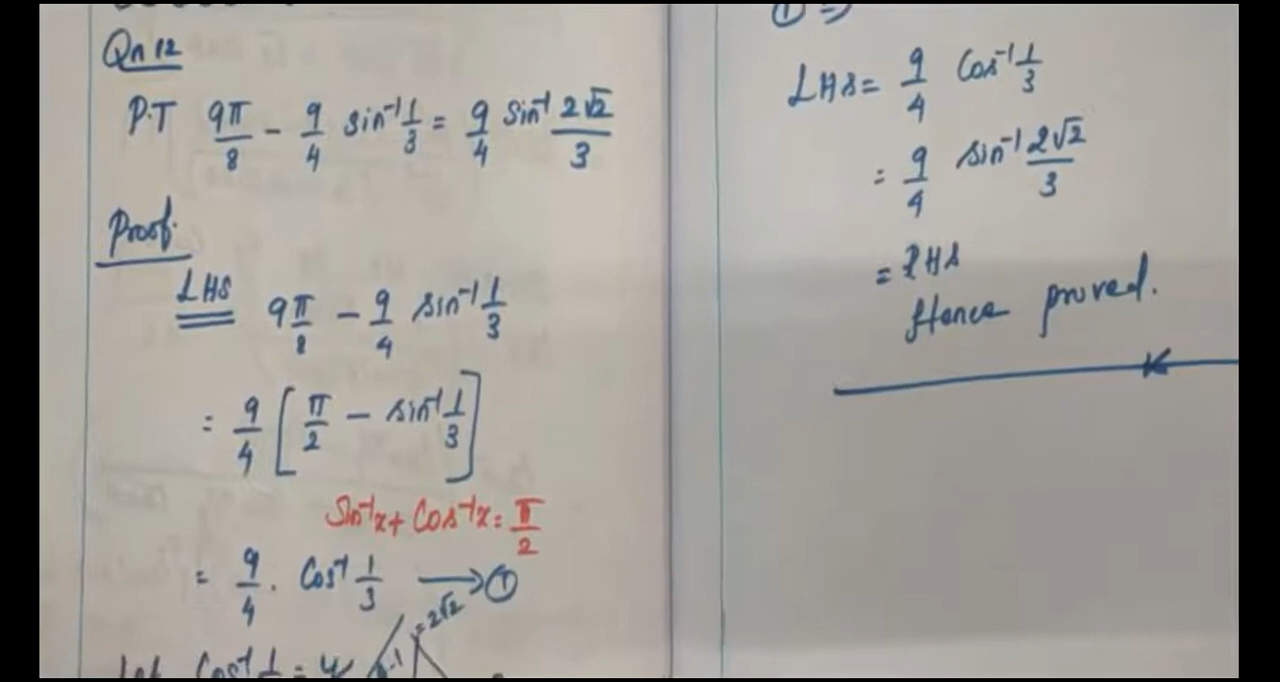 Qn 12
P.T 9π/8 - 9/4 sin⁻¹ 1/3 = 9/4 sin⁻¹ 2√2/3
Proof.
LHS 9π/8 - 9/4 sin⁻¹ 1/3
= 9/4 [π/2 - sin⁻¹ 1/3]
Sin⁻¹x + Cos⁻¹x = π/2
= 9/4 . Cos⁻¹ 1/3 → ①
= 2√2
① ⇒
LHS = 9/4 Cos⁻¹ 1/3
= 9/4 sin⁻¹ 2√2/3
= RHS
Hence proved.